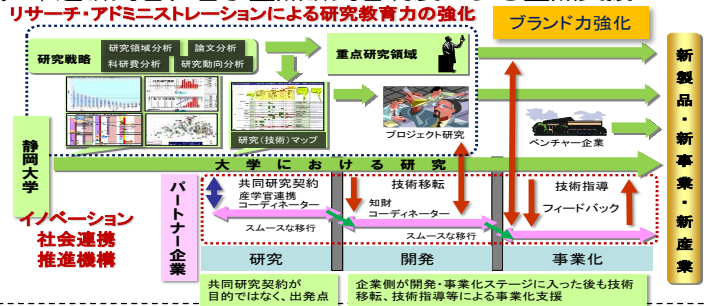 リサーチ・アドミニストレーションによる研究教育力の強化
ブランド力強化
研究戦略
研究領域分析 論文分析
科研費分析 研究動向分析
重点研究領域
研究(技術)マップ
プロジェクト研究
ベンチャー企業
新製品・新事業・新産業
静岡大学
大学における研究
イノベーション
社会連携
推進機構
パートナー企業
共同研究契約
産学官連携
コーディネーター
スムースな移行
技術移転
知財
コーディネーター
スムースな移行
技術指導
フィードバック
研究
開発
事業化
共同研究契約が
目的ではなく、出発点
企業側が開発・事業化ステージに入った後も技術
移転、技術指導等による事業化支援